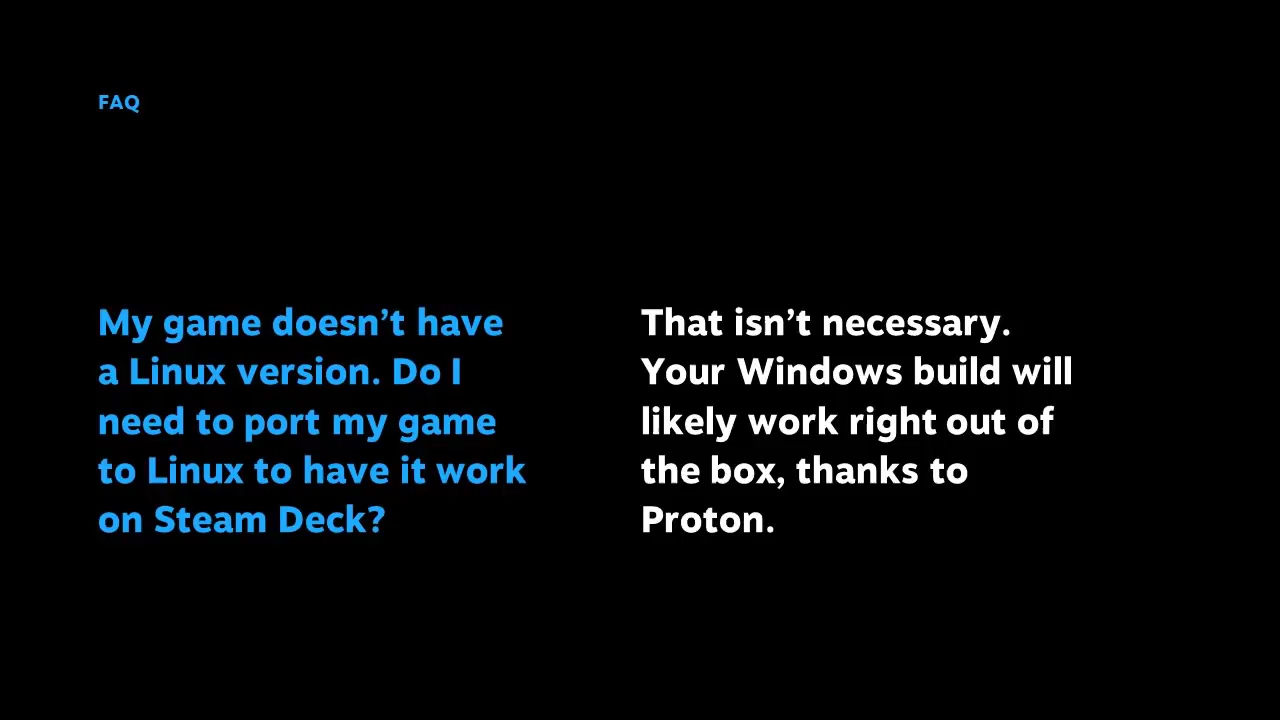 FAQ
My game doesn’t have
a Linux version. Do I
need to port my game
to Linux to have it work
on Steam Deck?
That isn’t necessary.
Your Windows build will
likely work right out of
the box, thanks to
Proton.